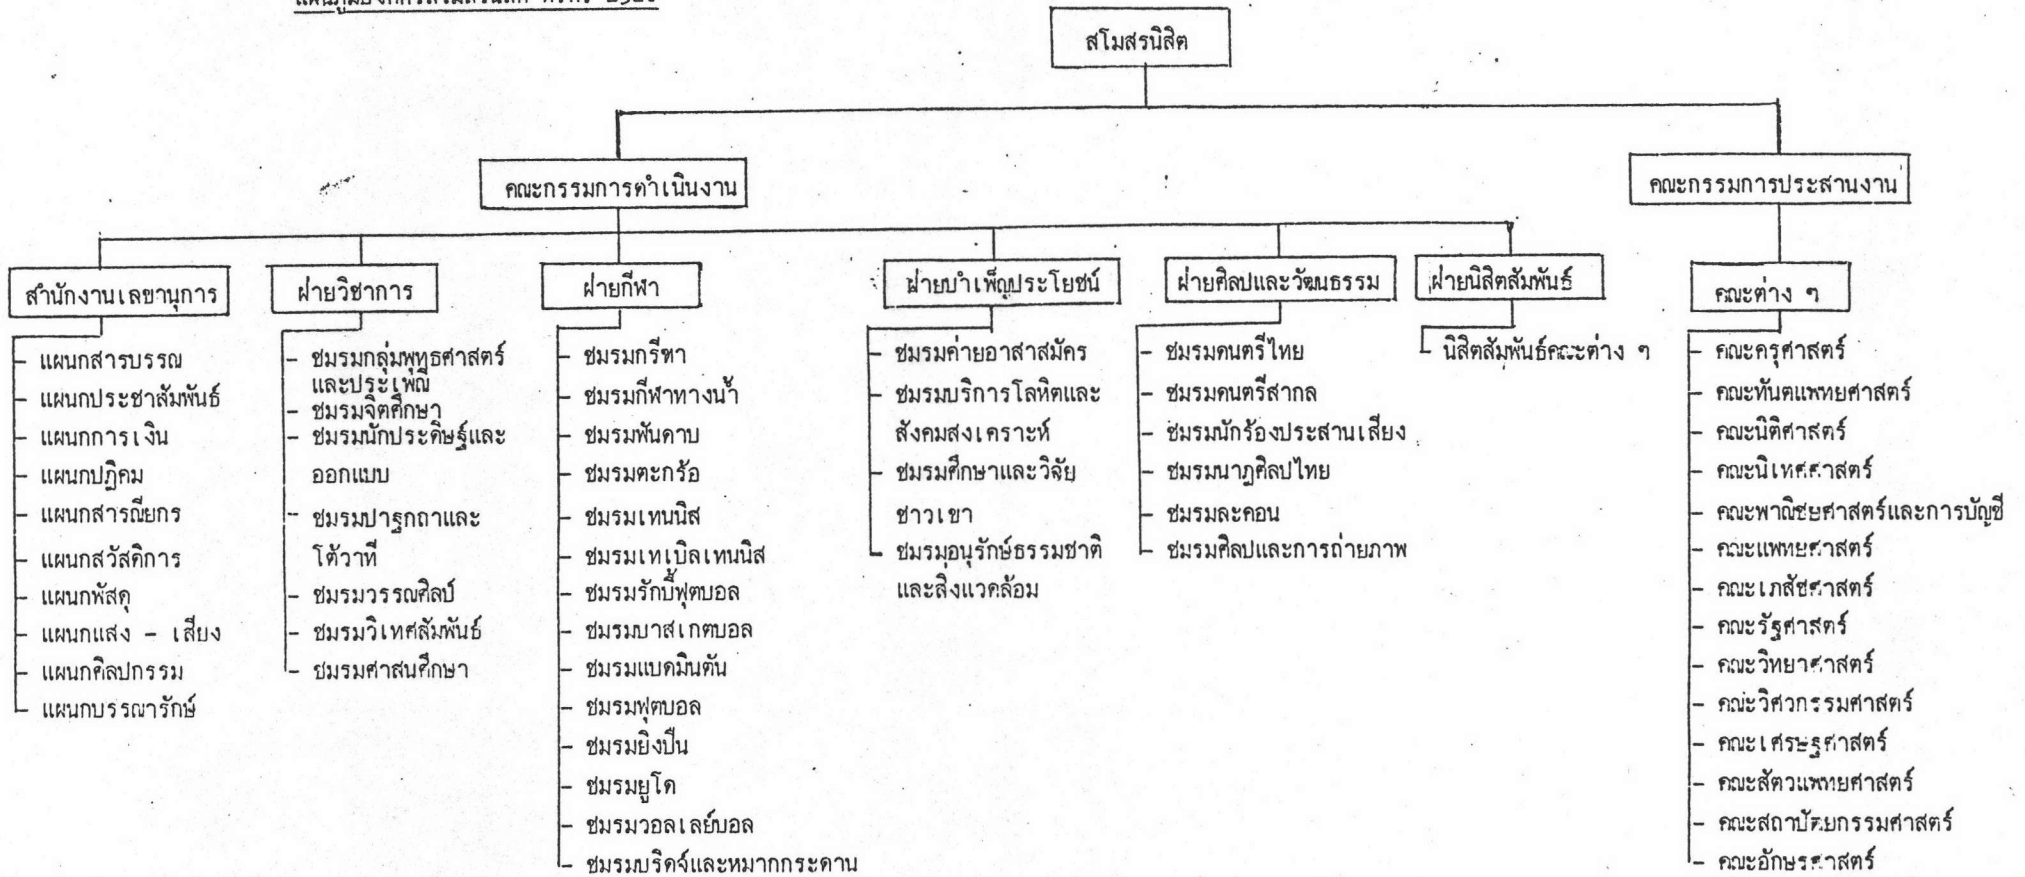 สโมสรนิสิต
คณะกรรมการดำเนินงาน
คณะกรรมการประสานงาน
สำนักงานเลขานุการ
- แผนกสารบรรณ
- แผนกประชาสัมพันธ์
- แผนกการเงิน
- แผนกปฏิคม
- แผนกสารณียกร
- แผนกสวัสดิการ
- แผนกพัสดุ
- แผนกแสง - เสียง
- แผนกศิลปกรรม
- แผนกบรรณารักษ์
ฝ่ายวิชาการ
- ชมรมกลุ่มพุทธศาสตร์
และประเพณี
- ชมรมจิตศึกษา
- ชมรมนักประดิษฐ์และ
ออกแบบ
- ชมรมปาฐกถาและ
โต้วาที
- ชมรมวรรณศิลป์
- ชมรมวิเทศสัมพันธ์
- ชมรมศาสนศึกษา
ฝ่ายกีฬา
- ชมรมกรีฑา
- ชมรมกีฬาทางน้ำ
- ชมรมฟันดาบ
- ชมรมตะกร้อ
- ชมรมเทนนิส
- ชมรมเทเบิลเทนนิส
- ชมรมรักบี้ฟุตบอล
- ชมรมบาสเกตบอล
- ชมรมแบดมินตัน
- ชมรมฟุตบอล
- ชมรมยิงปืน
- ชมรมยูโด
- ชมรมวอลเลย์บอล
- ชมรมบริดจ์และหมากกระดาน
ฝ่ายบำเพ็ญประโยชน์
- ชมรมค่ายอาสาสมัคร
- ชมรมบริการโลหิตและ
สังคมสงเคราะห์
- ชมรมศึกษาและวิจัย
ชาวเขา
- ชมรมอนุรักษ์ธรรมชาติ
และสิ่งแวดล้อม
ฝ่ายศิลปและวัฒนธรรม
- ชมรมดนตรีไทย
- ชมรมดนตรีสากล
- ชมรมนักร้องประสานเสียง
- ชมรมนาฏศิลปไทย
- ชมรมละคอน
- ชมรมศิลปและการถ่ายภาพ
ฝ่ายนิสิตสัมพันธ์
- นิสิตสัมพันธ์คณะต่าง ๆ
คณะต่าง ๆ
- คณะครุศาสตร์
- คณะทันตแพทยศาสตร์
- คณะนิติศาสตร์
- คณะนิเทศศาสตร์
- คณะพาณิชยศาสตร์และการบัญชี
- คณะแพทยศาสตร์
- คณะเภสัชศาสตร์
- คณะรัฐศาสตร์
- คณะวิทยาศาสตร์
- คณะวิศวกรรมศาสตร์
- คณะเศรษฐศาสตร์
- คณะสัตวแพทยศาสตร์
- คณะสถาปัตยกรรมศาสตร์
- คณะอักษรศาสตร์